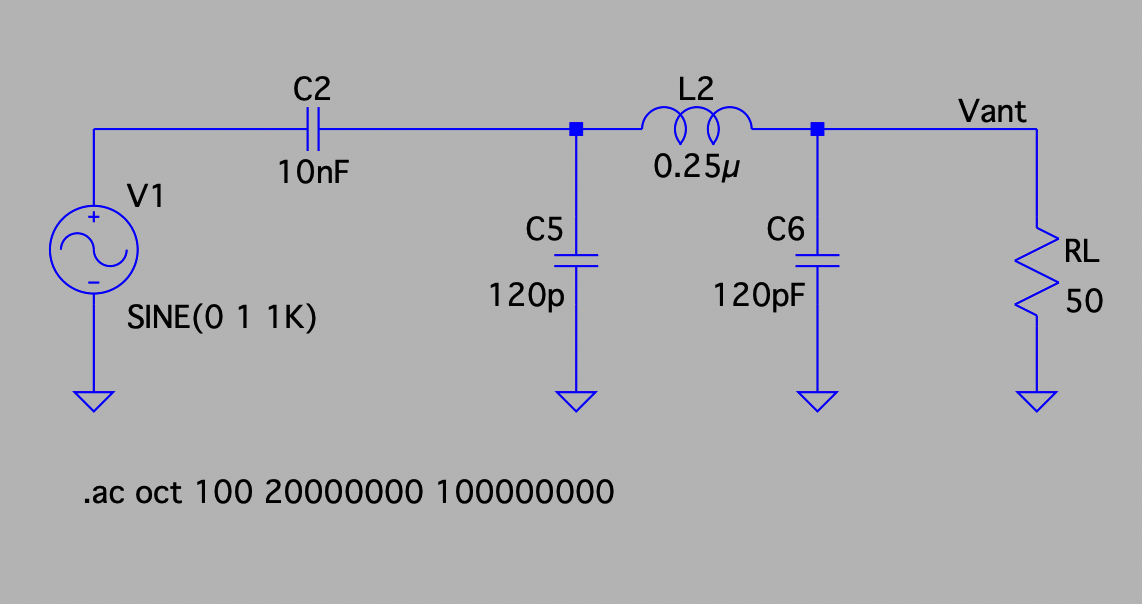 C2
10nF
L2
0.25µ
Vant
V1
+
−
SINE(0 1 1K)
C5
120p
C6
120pF
RL
50
.ac oct 100 20000000 100000000